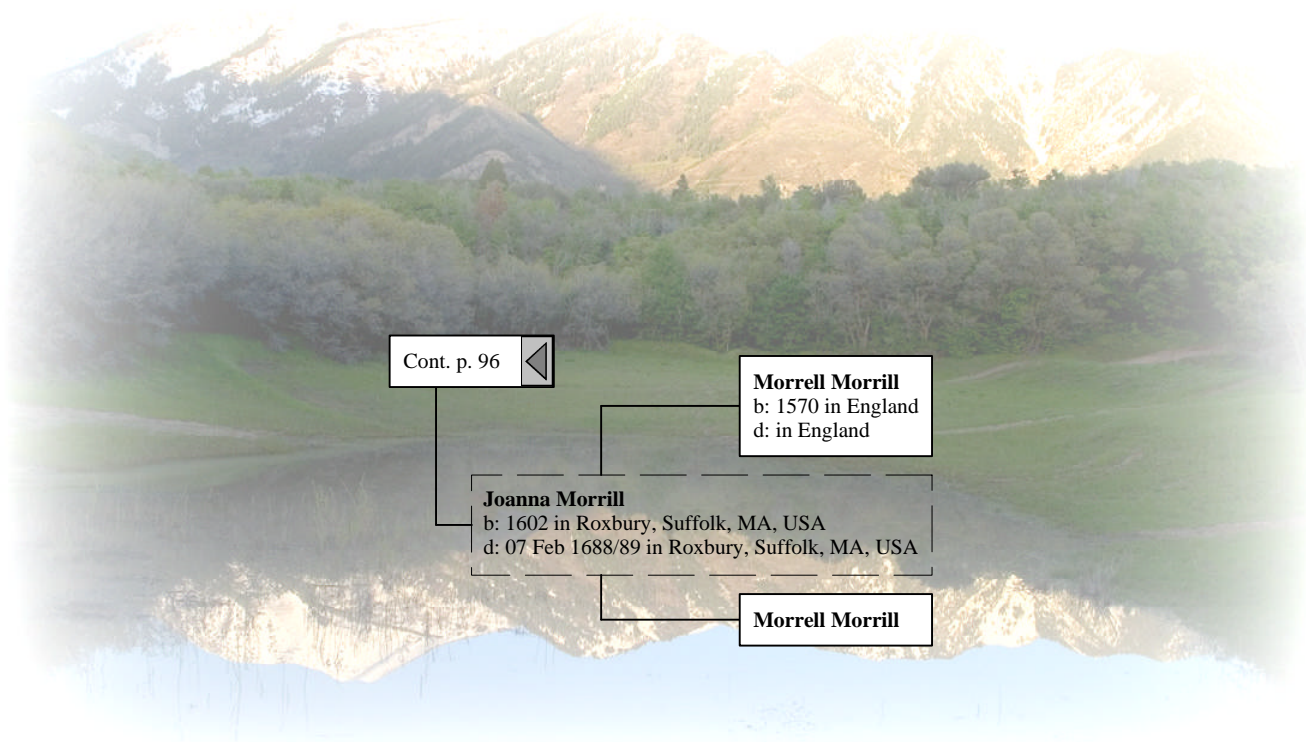 Cont. p. 96
Morrell Morrill
b: 1570 in England
d: in England
Joanna Morrill
b: 1602 in Roxbury, Suffolk, MA, USA
d: 07 Feb 1688/89 in Roxbury, Suffolk, MA, USA
Morrell Morrill